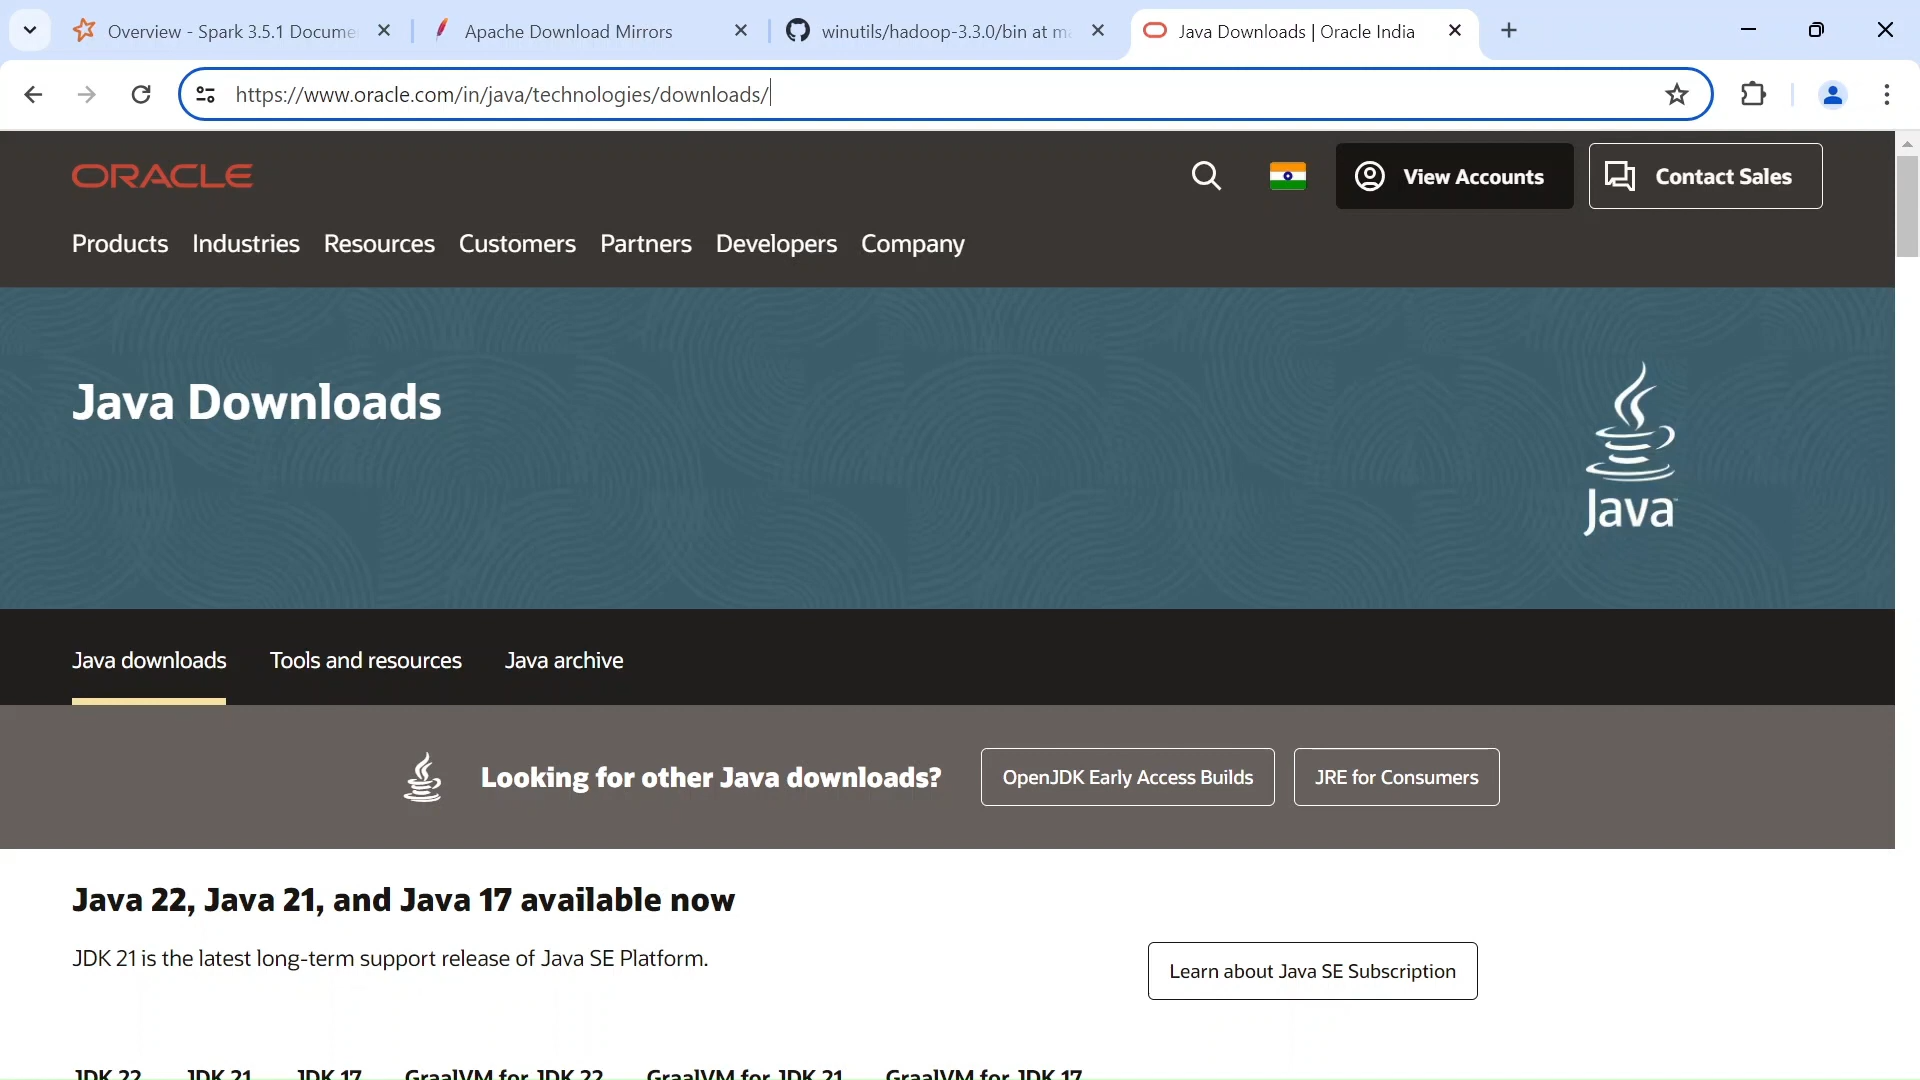 Overview - Spark 3.5.1 Docume
Apache Download Mirrors
winutils/hadoop-3.3.0/bin at ma
Java Downloads | Oracle India
https://www.oracle.com/in/java/technologies/downloads/
ORACLE
View Accounts
Contact Sales
Products Industries Resources Customers Partners Developers Company
Java Downloads
Java
Java downloads Tools and resources Java archive
Looking for other Java downloads?
OpenJDK Early Access Builds
JRE for Consumers
Java 22, Java 21, and Java 17 available now
JDK 21 is the latest long-term support release of Java SE Platform.
Learn about Java SE Subscription
JDK 22 JDK 21 JDK 17 GraalVM for JDK 22 GraalVM for JDK 21 GraalVM for JDK 17